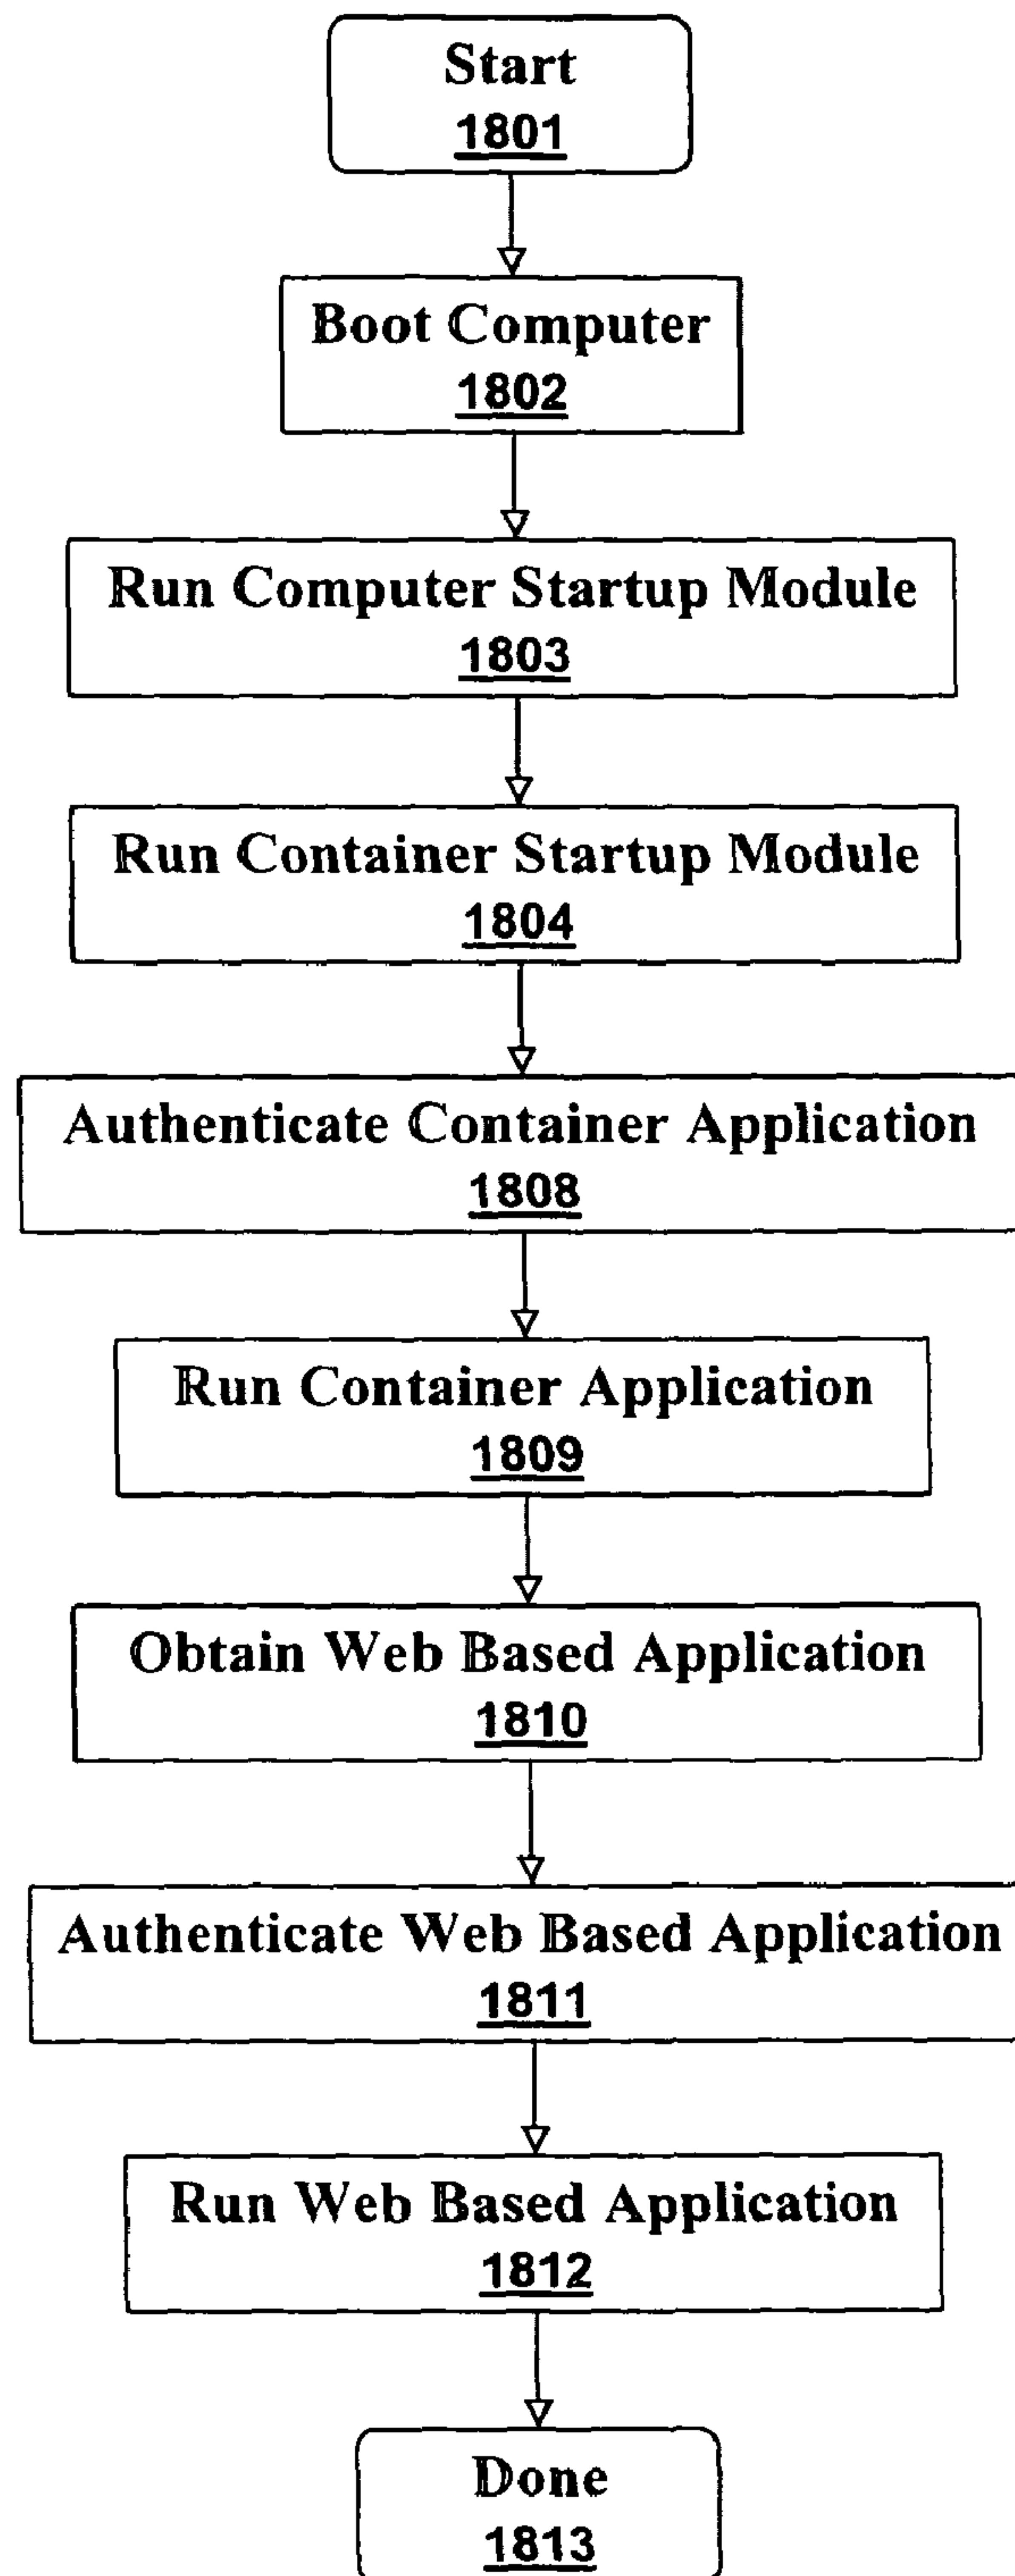 Start
1801
Boot Computer
1802
Run Computer Startup Module
1803
Run Container Startup Module
1804
Authenticate Container Application
1808
Run Container Application
1809
Obtain Web Based Application
1810
Authenticate Web Based Application
1811
Run Web Based Application
1812
Done
1813